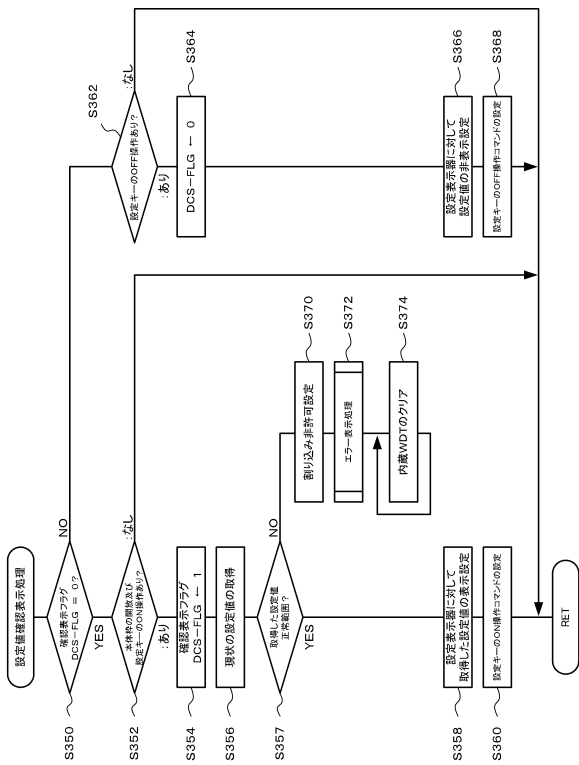 設定値確認表示処理
S350
確認表示フラグ
DCS-FLG = 0?
NO
YES
S352
本体枠の開放及び
設定キーのON操作あり?
:なし
:あり
S354
確認表示フラグ
DCS-FLG ← 1
S356
現状の設定値の取得
S357
取得した設定値
正常範囲?
NO
YES
S370
割り込み非許可設定
S372
エラー表示処理
S374
内蔵WDTのクリア
S358
設定表示器に対して
取得した設定値の表示設定
S360
設定キーのON操作コマンドの設定
S362
設定キーのOFF操作あり?
:なし
:あり
S364
DCS-FLG ← 0
S366
設定表示器に対して
設定値の非表示設定
S368
設定キーのOFF操作コマンドの設定
RET